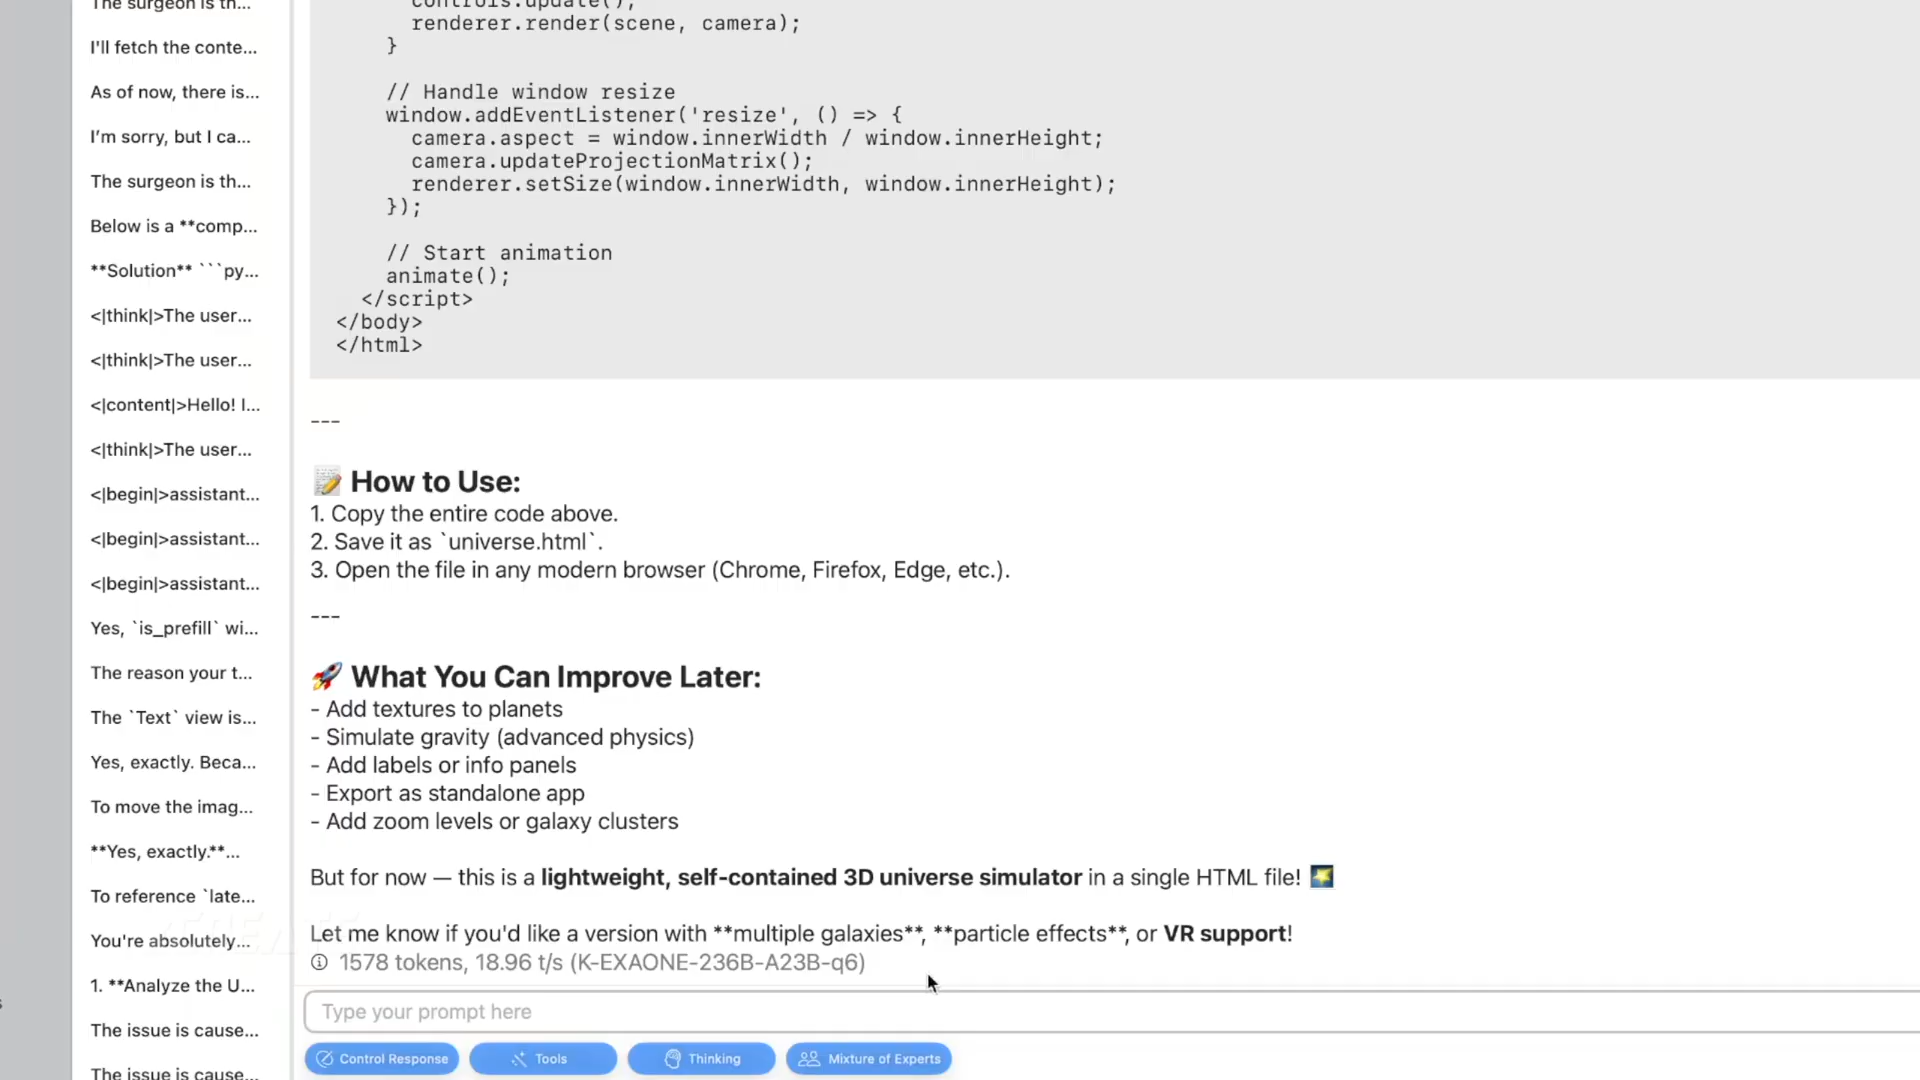 The surgeon is th...
I'll fetch the conte...
As of now, there is...
I'm sorry, but I ca...
The surgeon is th...
Below is a **comp...
**Solution** ```py...
<|think|>The user...
<|think|>The user...
<|content|>Hello! I...
<|think|>The user...
<|begin|>assistant...
<|begin|>assistant...
<|begin|>assistant...
Yes, `is_prefill` wi...
The reason your t...
The `Text` view is...
Yes, exactly. Beca...
To move the imag...
**Yes, exactly.**...
To reference `late...
You're absolutely...
1. **Analyze the U...
The issue is cause...
The issue is cause...
controls.update();
renderer.render(scene, camera);
}
// Handle window resize
window.addEventListener('resize', () => {
camera.aspect = window.innerWidth / window.innerHeight;
camera.updateProjectionMatrix();
renderer.setSize(window.innerWidth, window.innerHeight);
});
// Start animation
animate();
</script>
</body>
</html>
---
📝 How to Use:
1. Copy the entire code above.
2. Save it as `universe.html`.
3. Open the file in any modern browser (Chrome, Firefox, Edge, etc.).
---
🚀 What You Can Improve Later:
- Add textures to planets
- Simulate gravity (advanced physics)
- Add labels or info panels
- Export as standalone app
- Add zoom levels or galaxy clusters
But for now — this is a lightweight, self-contained 3D universe simulator in a single HTML file! 🌠
Let me know if you'd like a version with **multiple galaxies**, **particle effects**, or VR support!
1578 tokens, 18.96 t/s (K-EXAONE-236B-A23B-q6)
Type your prompt here
Control Response
Tools
Thinking
Mixture of Experts